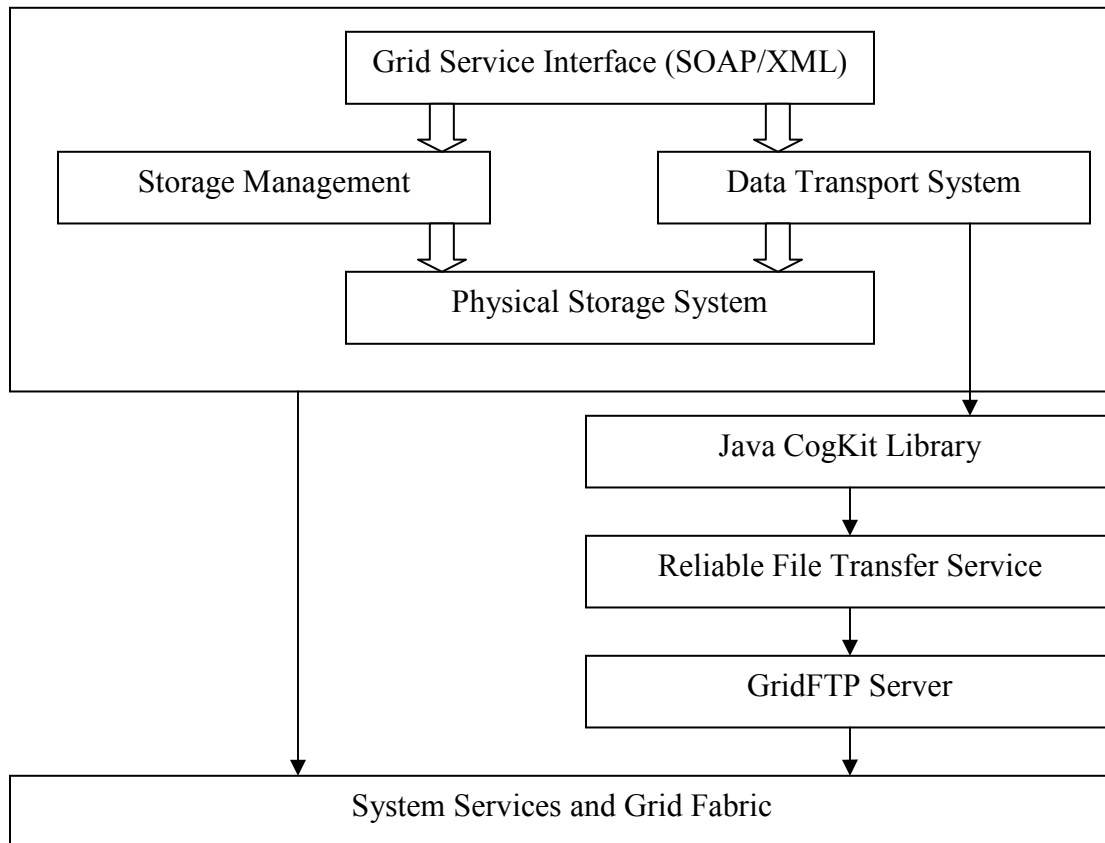 Grid Service Interface (SOAP/XML)
Storage Management
Data Transport System
Physical Storage System
Java CogKit Library
Reliable File Transfer Service
GridFTP Server
System Services and Grid Fabric